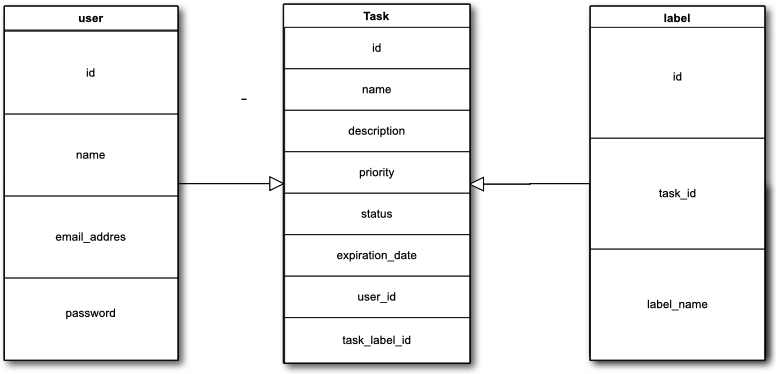 user
id
name
email_addres
password
-
Task
id
name
description
priority
status
expiration_date
user_id
task_label_id
label
id
task_id
label_name